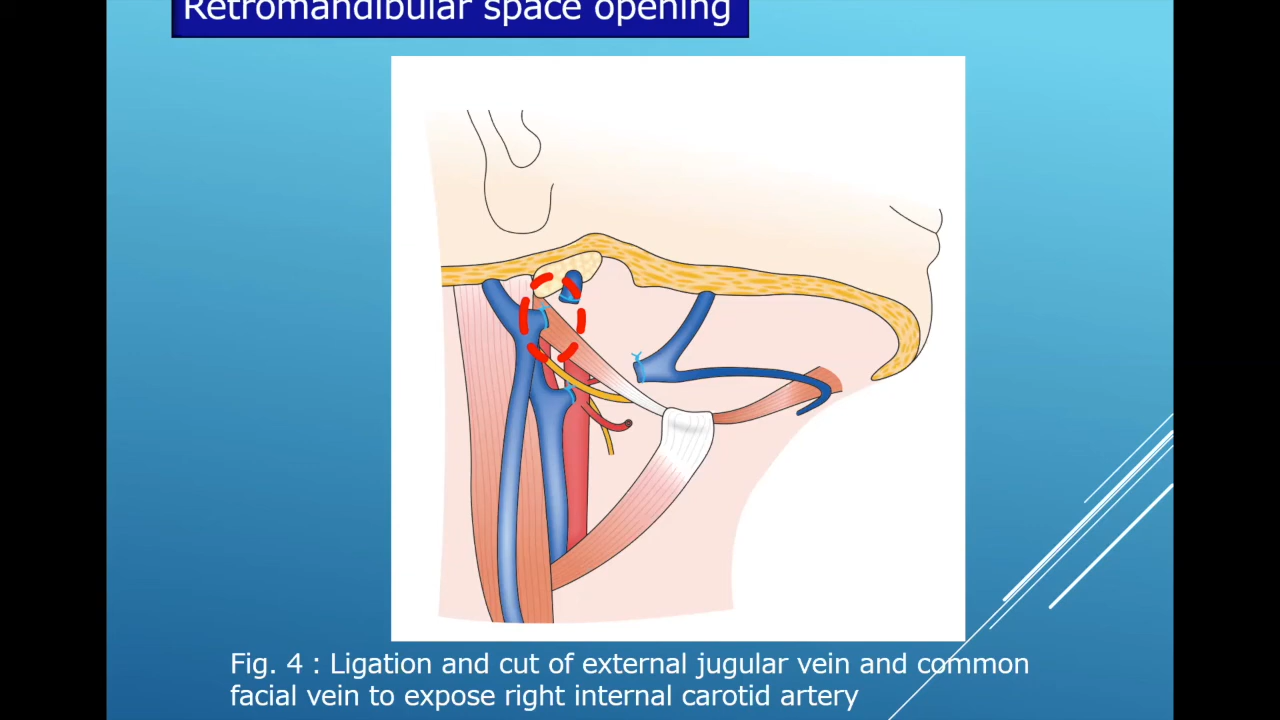 Retromandibular space opening
Fig. 4 : Ligation and cut of external jugular vein and common
facial vein to expose right internal carotid artery